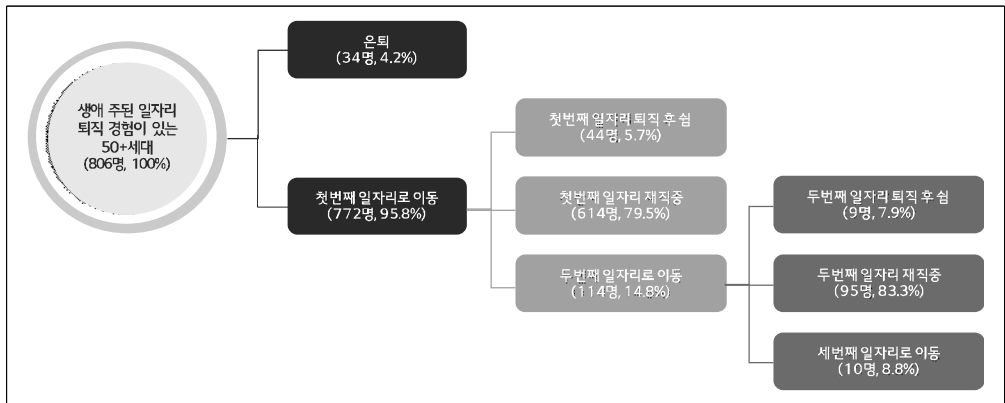 생애 주된 일자리
퇴직 경험이 있는
50+세대
(806명, 100%)
은퇴
(34명, 4.2%)
첫번째 일자리로 이동
(772명, 95.8%)
첫번째 일자리 퇴직 후 쉼
(44명, 5.7%)
첫번째 일자리 재직중
(614명, 79.5%)
두번째 일자리로 이동
(114명, 14.8%)
두번째 일자리 퇴직 후 쉼
(9명, 7.9%)
두번째 일자리 재직중
(95명, 83.3%)
세번째 일자리로 이동
(10명, 8.8%)